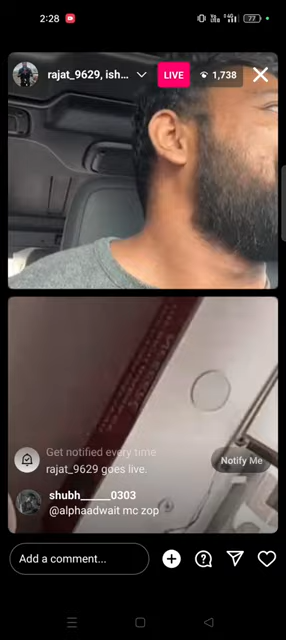 2:28
77
rajat_9629, ish...
LIVE
1,738
Get notified every time
rajat_9629 goes live.
Notify Me
shubh_____0303
@alphaadwait mc zop
Add a comment...